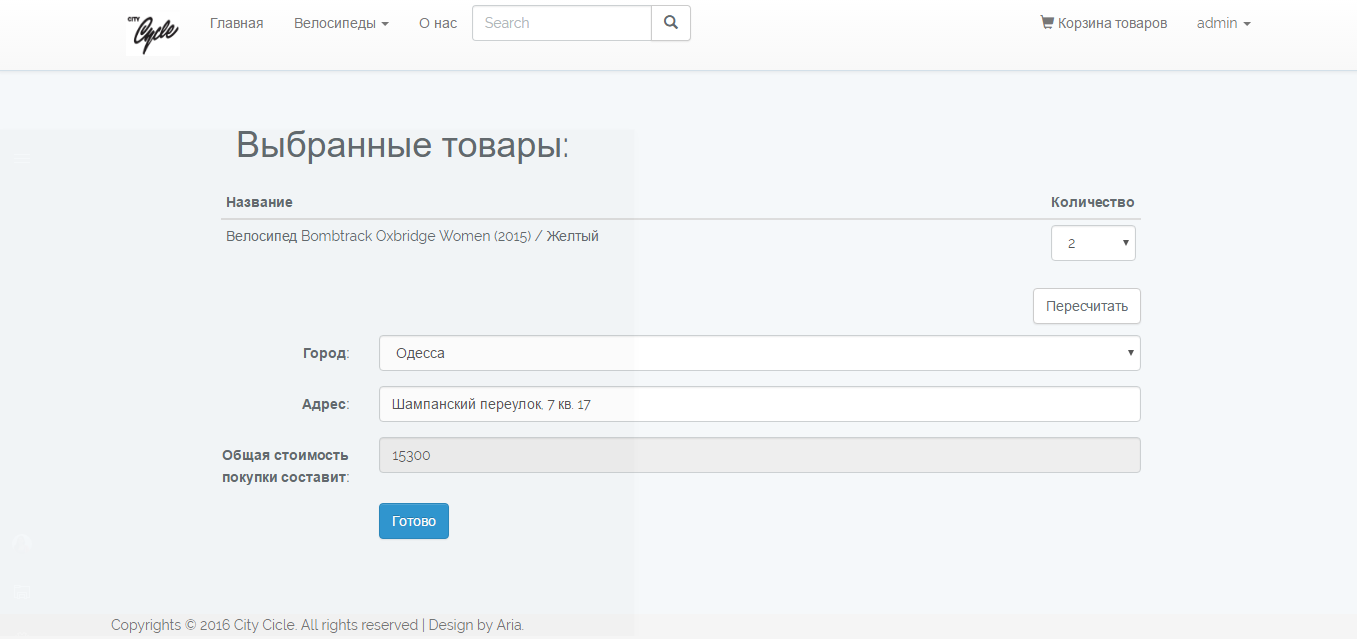 CITY Cycle Главная Велосипеды О нас Search Корзина товаров admin
Выбранные товары:
Название Количество
Велосипед Bombtrack Oxbridge Women (2015) / Желтый 2
Пересчитать
Город: Одесса
Адрес: Шампанский переулок, 7 кв. 17
Общая стоимость 15300
покупки составит:
Готово
Copyrights © 2016 City Cicle. All rights reserved | Design by Aria.